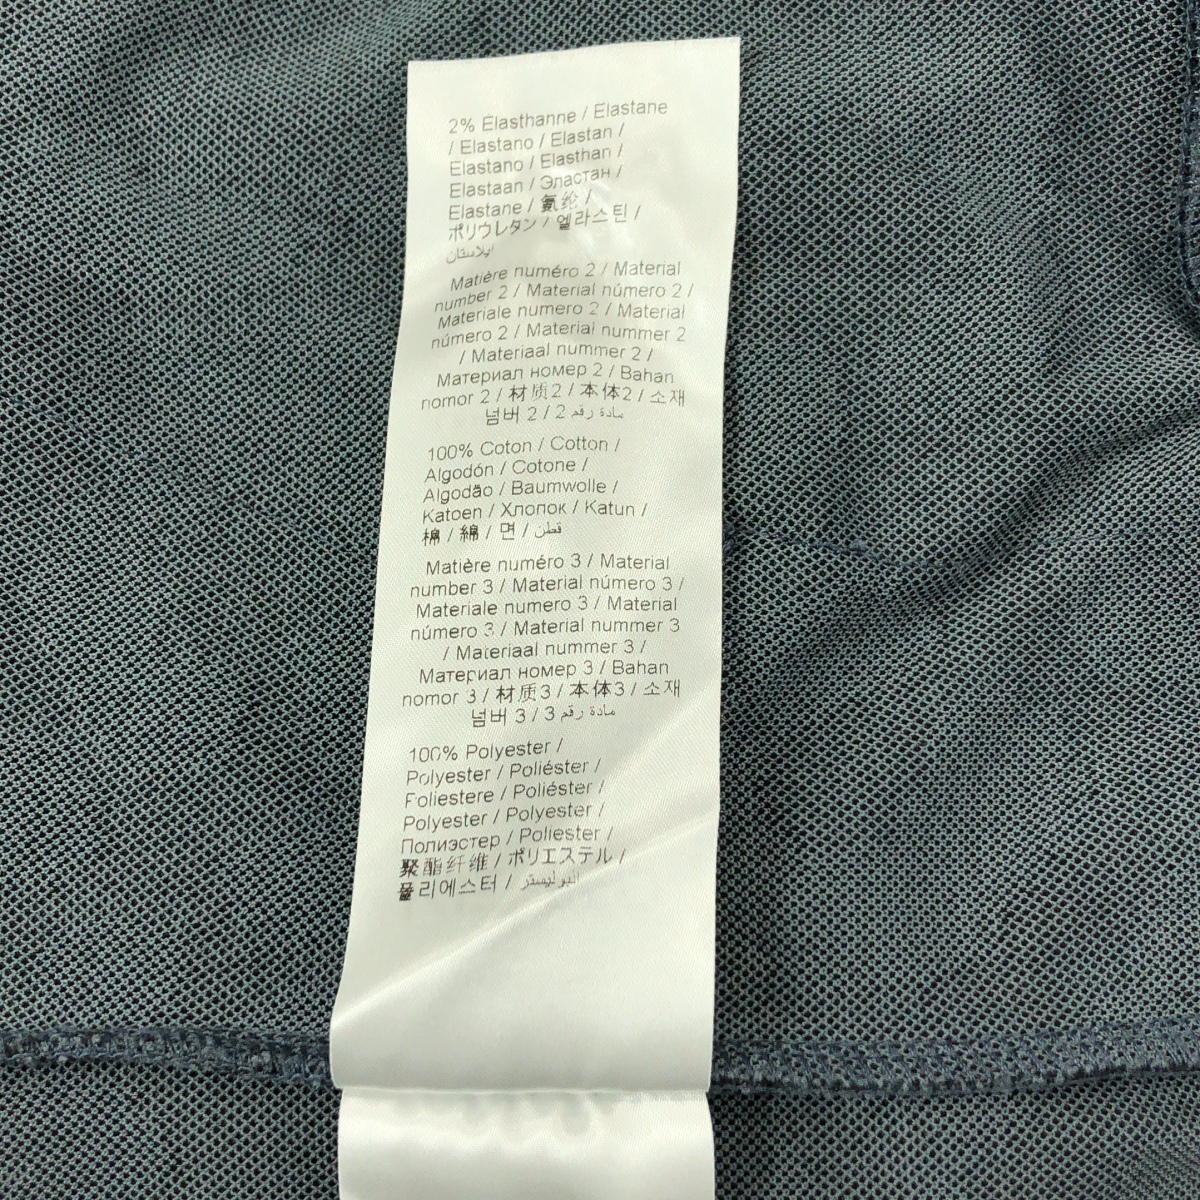 2% Élasthanne / Elastane
/ Elastano / Elastan /
Elastano / Elasthan /
Elastaan / Эластан /
Elastane / 氨纶 /
ポリウレタン / 엘라스틴 /
ايلاستان
Matière numéro 2 / Material
number 2 / Material número 2 /
Materiale numero 2 / Material
número 2 / Material nummer 2
/ Materiaal nummer 2 /
Материал номер 2 / Bahan
nomor 2 / 材质2 / 本体2 / 소재
넘버 2 / 2 مادة رقم
100% Coton / Cotton /
Algodón / Cotone /
Algodão / Baumwolle /
Katoen / Хлопок / Katun /
棉 / 綿 / 면 / قطن
Matière numéro 3 / Material
number 3 / Material número 3 /
Materiale numero 3 / Material
número 3 / Material nummer 3
/ Materiaal nummer 3 /
Материал номер 3 / Bahan
nomor 3 / 材质3 / 本体3 / 소재
넘버 3 / 3 مادة رقم
100% Polyester /
Polyester / Poliéster /
Poliestere / Poliéster /
Polyester / Polyester /
Полиэстер / Poliester /
聚酯纤维 / ポリエステル /
폴리에스터 / البوليستر